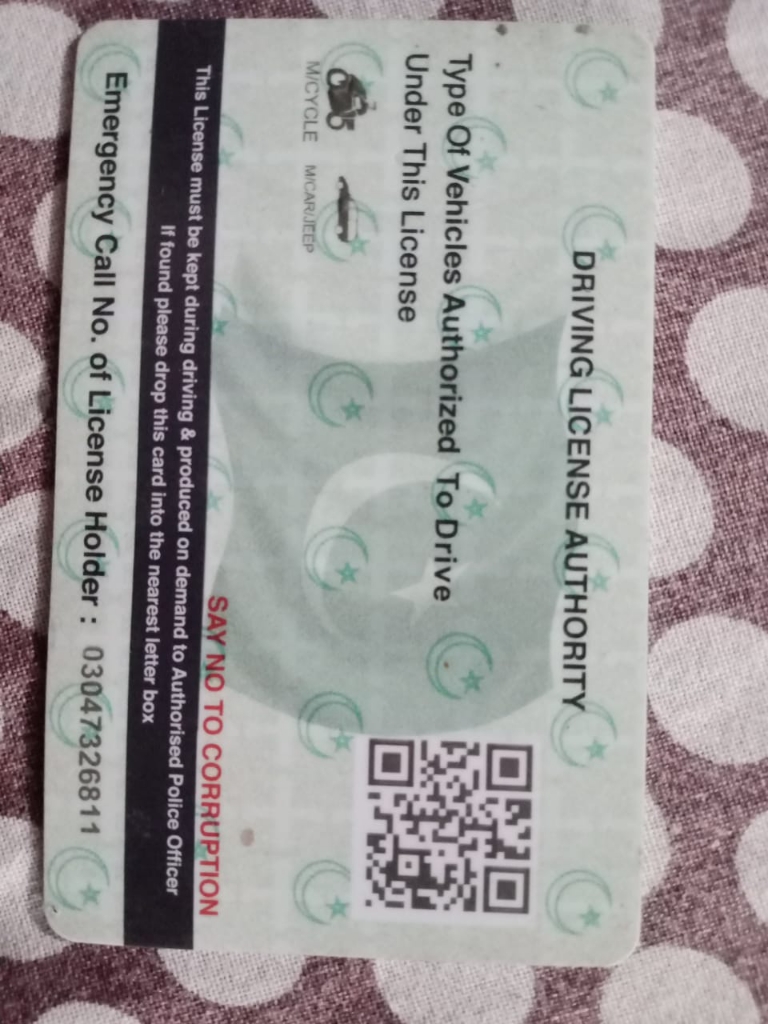 DRIVING LICENSE AUTHORITY
Type Of Vehicles Authorized To Drive
Under This License
M/CYCLE M/CAR/JEEP
SAY NO TO CORRUPTION
This License must be kept during driving & produced on demand to Authorised Police Officer
If found please drop this card into the nearest letter box
Emergency Call No. of License Holder : 03047326811